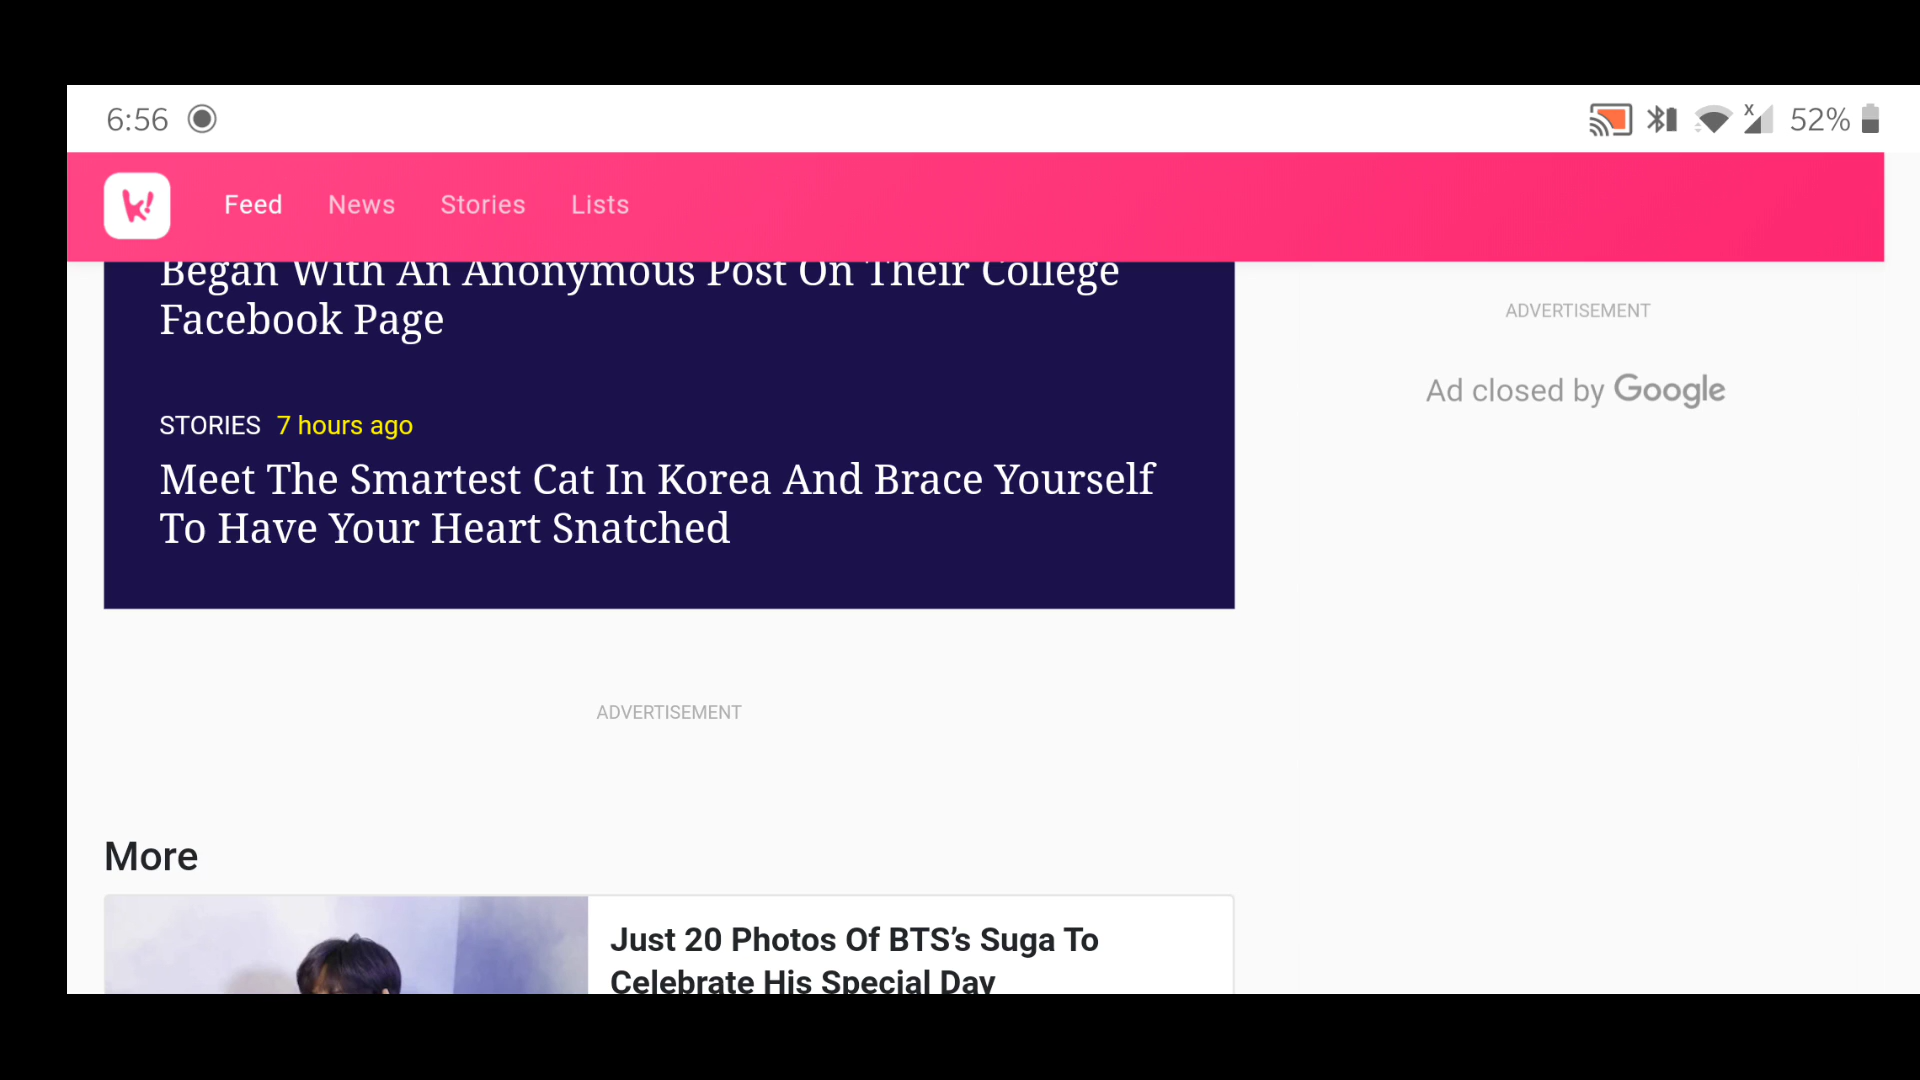 6:56
52%
k!
Feed
News
Stories
Lists
Began With An Anonymous Post On Their College
Facebook Page
STORIES 7 hours ago
Meet The Smartest Cat In Korea And Brace Yourself
To Have Your Heart Snatched
ADVERTISEMENT
Ad closed by Google
ADVERTISEMENT
More
Just 20 Photos Of BTS’s Suga To
Celebrate His Special Day